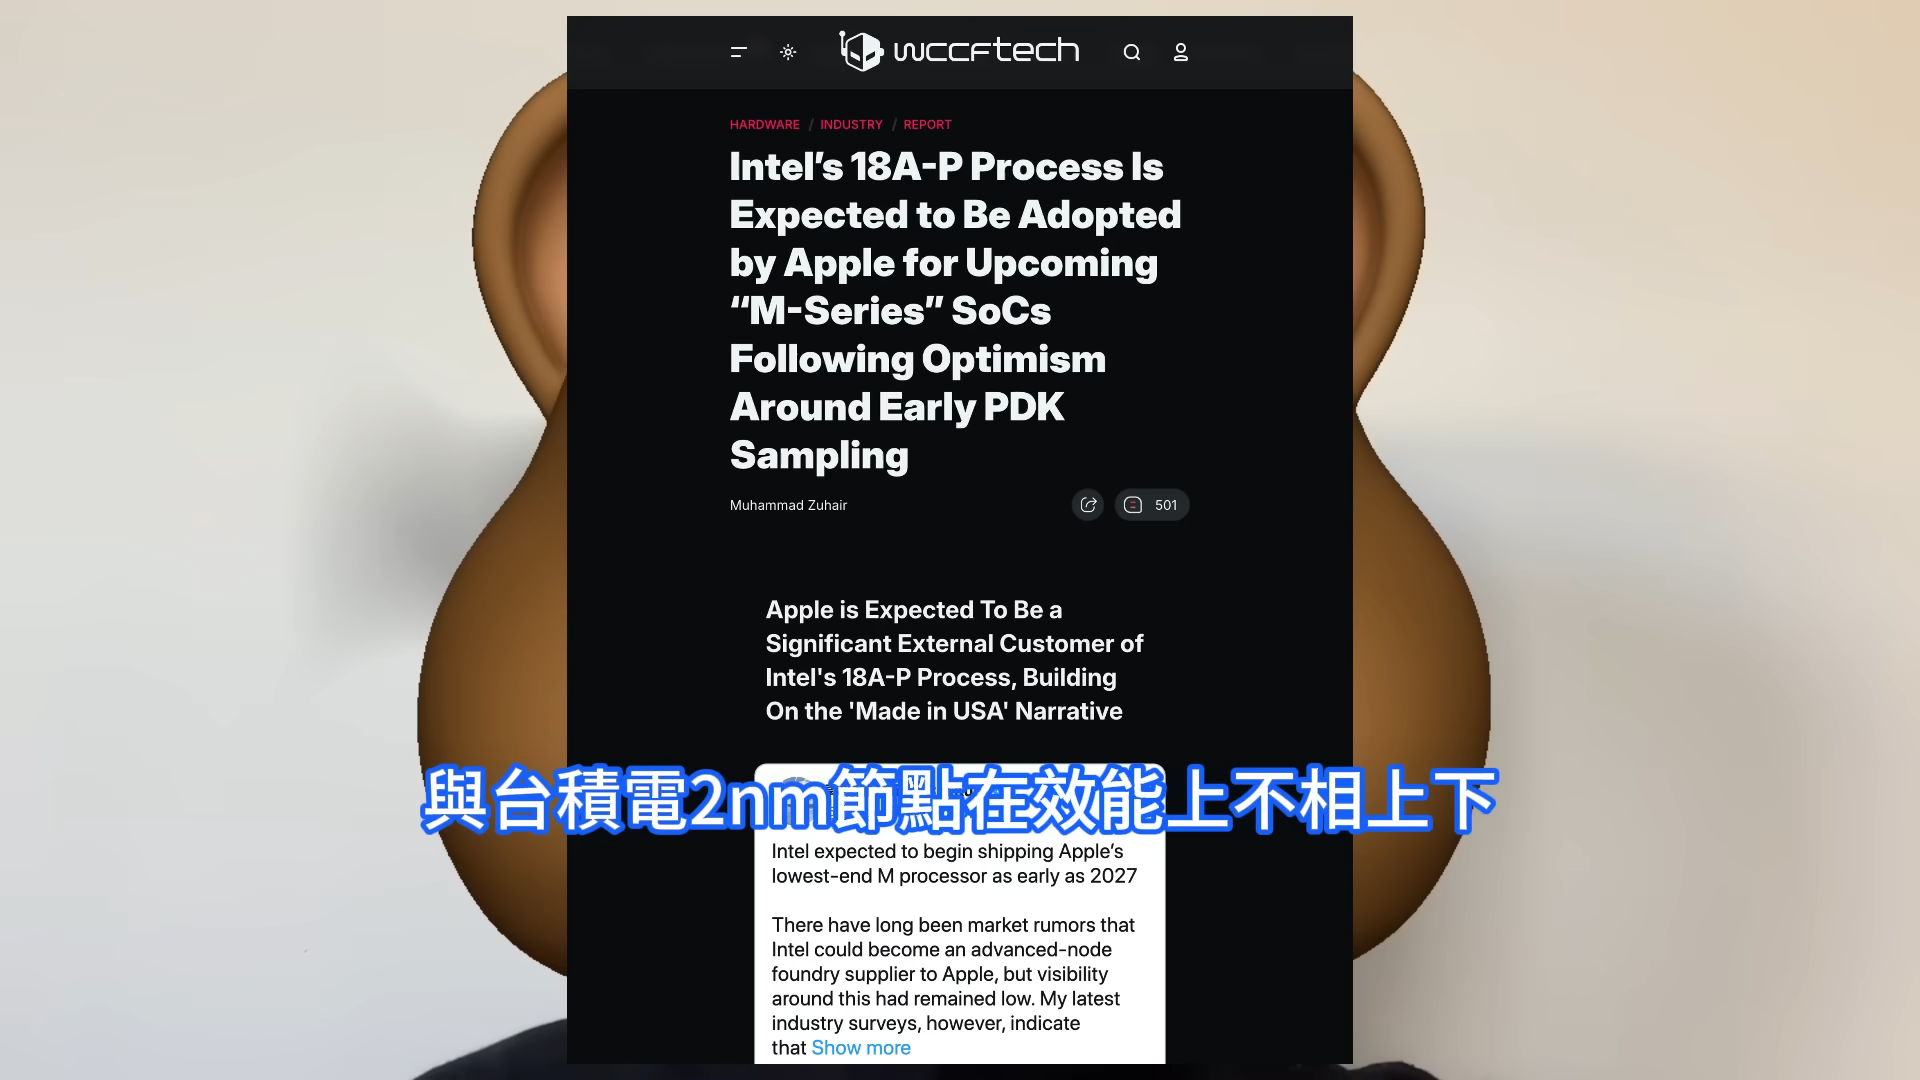 wccftech
HARDWARE / INDUSTRY / REPORT
Intel’s 18A-P Process Is
Expected to Be Adopted
by Apple for Upcoming
“M-Series” SoCs
Following Optimism
Around Early PDK
Sampling
Muhammad Zuhair
501
Apple is Expected To Be a
Significant External Customer of
Intel's 18A-P Process, Building
On the 'Made in USA' Narrative
與台積電2nm節點在效能上不相上下
Intel expected to begin shipping Apple’s
lowest-end M processor as early as 2027
There have long been market rumors that
Intel could become an advanced-node
foundry supplier to Apple, but visibility
around this had remained low. My latest
industry surveys, however, indicate
that Show more